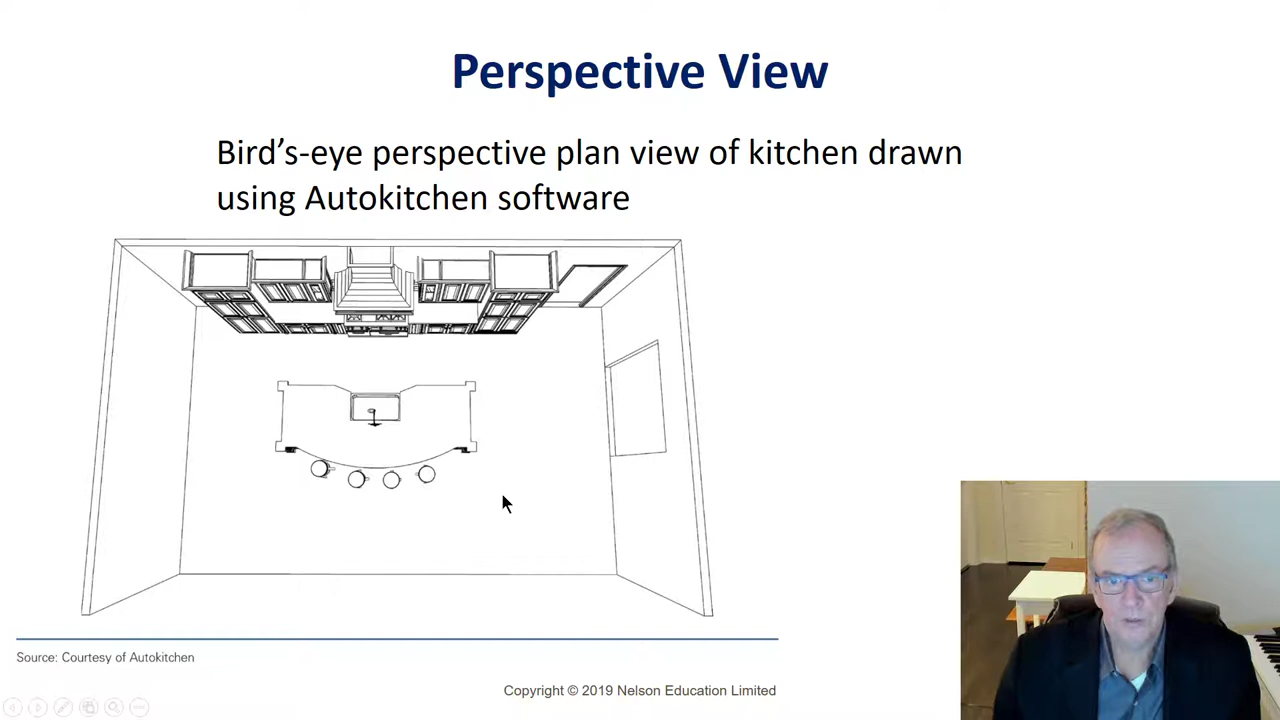 Perspective View
Bird’s-eye perspective plan view of kitchen drawn
using Autokitchen software
Source: Courtesy of Autokitchen
Copyright © 2019 Nelson Education Limited